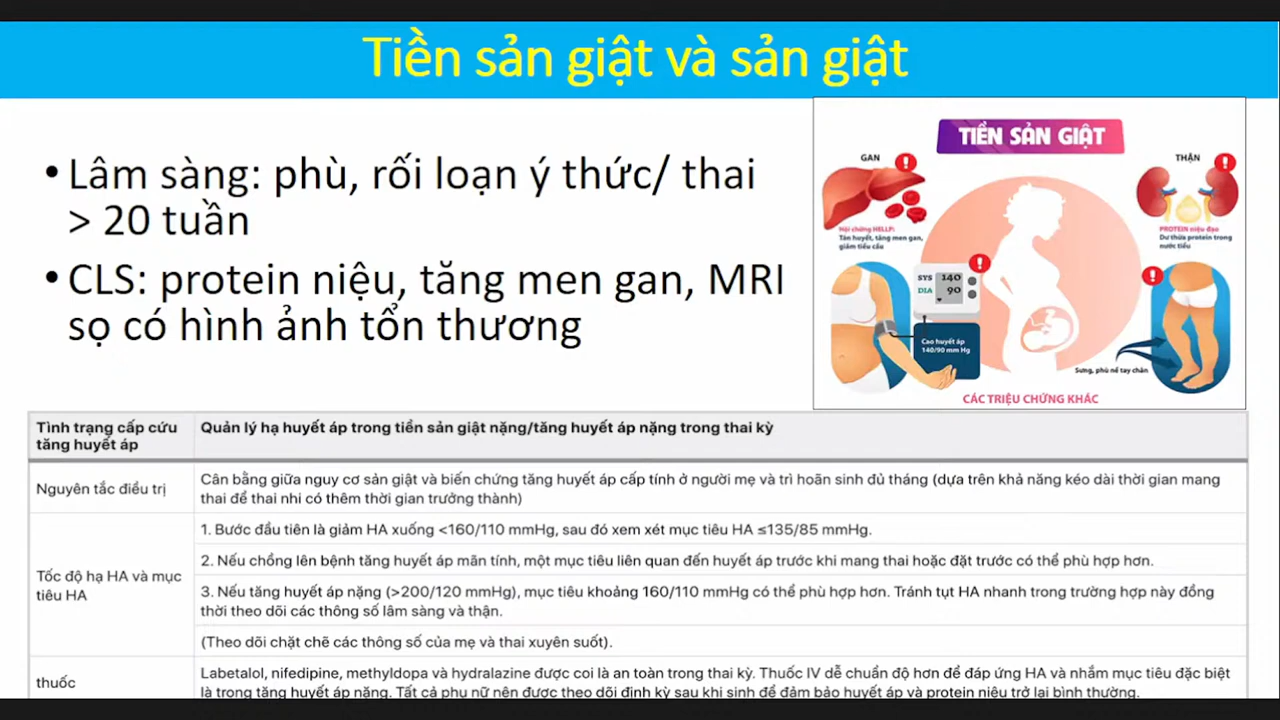 Tiền sản giật và sản giật
• Lâm sàng: phù, rối loạn ý thức/ thai
> 20 tuần
• CLS: protein niệu, tăng men gan, MRI
sọ có hình ảnh tổn thương
TIỀN SẢN GIẬT
GAN
THẬN
Hội chứng HELLP:
Tán huyết, tăng men gan,
giảm tiểu cầu
PROTEIN niệu đạo
Dư thừa protein trong
nước tiểu
SYS 140
DIA 90
Cao huyết áp
140/90 mm Hg
Sưng, phù nề tay chân
CÁC TRIỆU CHỨNG KHÁC
Tình trạng cấp cứu
tăng huyết áp
Quản lý hạ huyết áp trong tiền sản giật nặng/tăng huyết áp nặng trong thai kỳ
Nguyên tắc điều trị
Cân bằng giữa nguy cơ sản giật và biến chứng tăng huyết áp cấp tính ở người mẹ và trì hoãn sinh đủ tháng (dựa trên khả năng kéo dài thời gian mang
thai để thai nhi có thêm thời gian trưởng thành)
Tốc độ hạ HA và mục
tiêu HA
1. Bước đầu tiên là giảm HA xuống <160/110 mmHg, sau đó xem xét mục tiêu HA ≤135/85 mmHg.
2. Nếu chồng lên bệnh tăng huyết áp mãn tính, một mục tiêu liên quan đến huyết áp trước khi mang thai hoặc đặt trước có thể phù hợp hơn.
3. Nếu tăng huyết áp nặng (>200/120 mmHg), mục tiêu khoảng 160/110 mmHg có thể phù hợp hơn. Tránh tụt HA nhanh trong trường hợp này đồng
thời theo dõi các thông số lâm sàng và thận.
(Theo dõi chặt chẽ các thông số của mẹ và thai xuyên suốt).
thuốc
Labetalol, nifedipine, methyldopa và hydralazine được coi là an toàn trong thai kỳ. Thuốc IV dễ chuẩn độ hơn để đáp ứng HA và nhắm mục tiêu đặc biệt
là trong tăng huyết áp nặng. Tất cả phụ nữ nên được theo dõi định kỳ sau khi sinh để đảm bảo huyết áp và protein niệu trở lại bình thường.